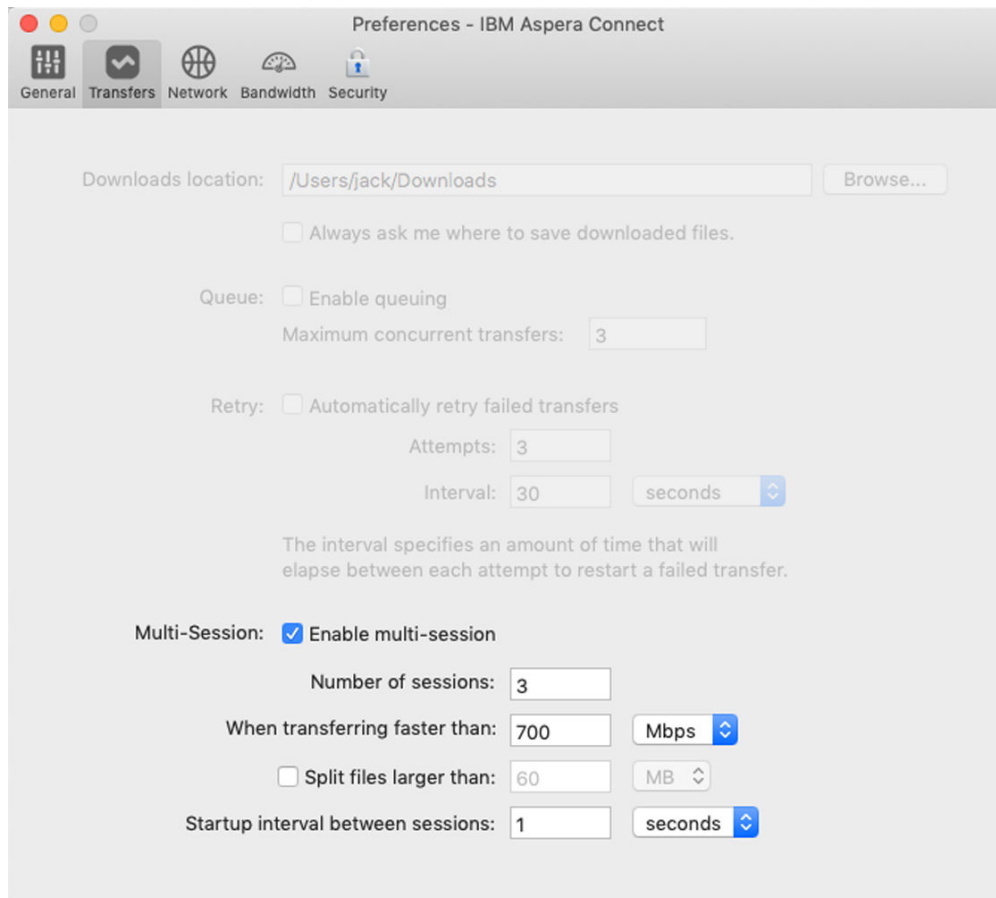 Preferences - IBM Aspera Connect
General Transfers Network Bandwidth Security
Downloads location: /Users/jack/Downloads Browse...
Always ask me where to save downloaded files.
Queue: Enable queuing
Maximum concurrent transfers: 3
Retry: Automatically retry failed transfers
Attempts: 3
Interval: 30 seconds
The interval specifies an amount of time that will
elapse between each attempt to restart a failed transfer.
Multi-Session: Enable multi-session
Number of sessions: 3
When transferring faster than: 700 Mbps
Split files larger than: 60 MB
Startup interval between sessions: 1 seconds